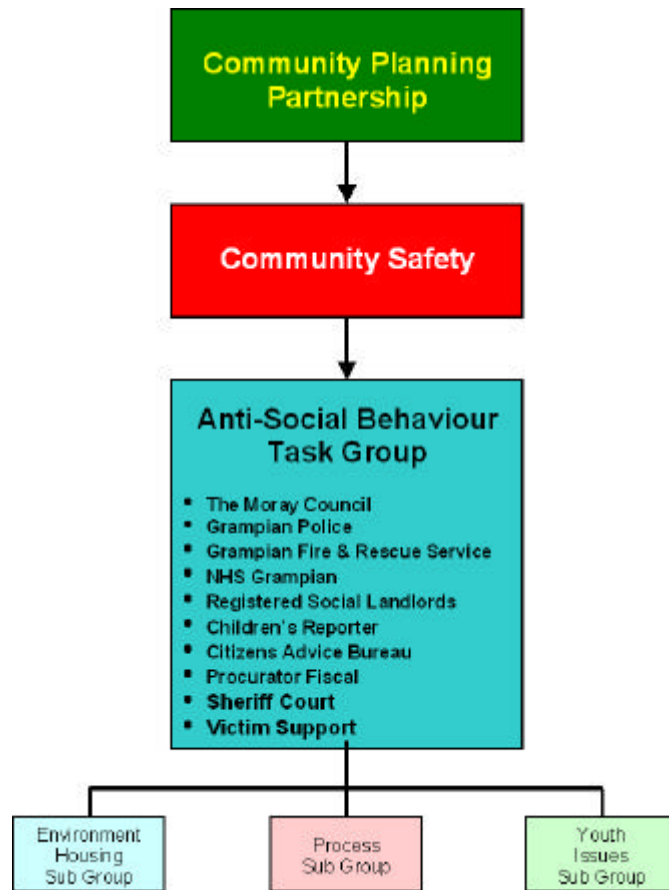 Community Planning
Partnership
Community Safety
Anti-Social Behaviour
Task Group
▪ The Moray Council
▪ Grampian Police
▪ Grampian Fire & Rescue Service
▪ NHS Grampian
▪ Registered Social Landlords
▪ Children's Reporter
▪ Citizens Advice Bureau
▪ Procurator Fiscal
▪ Sheriff Court
▪ Victim Support
Environment
Housing
Sub Group
Process
Sub Group
Youth
Issues
Sub Group